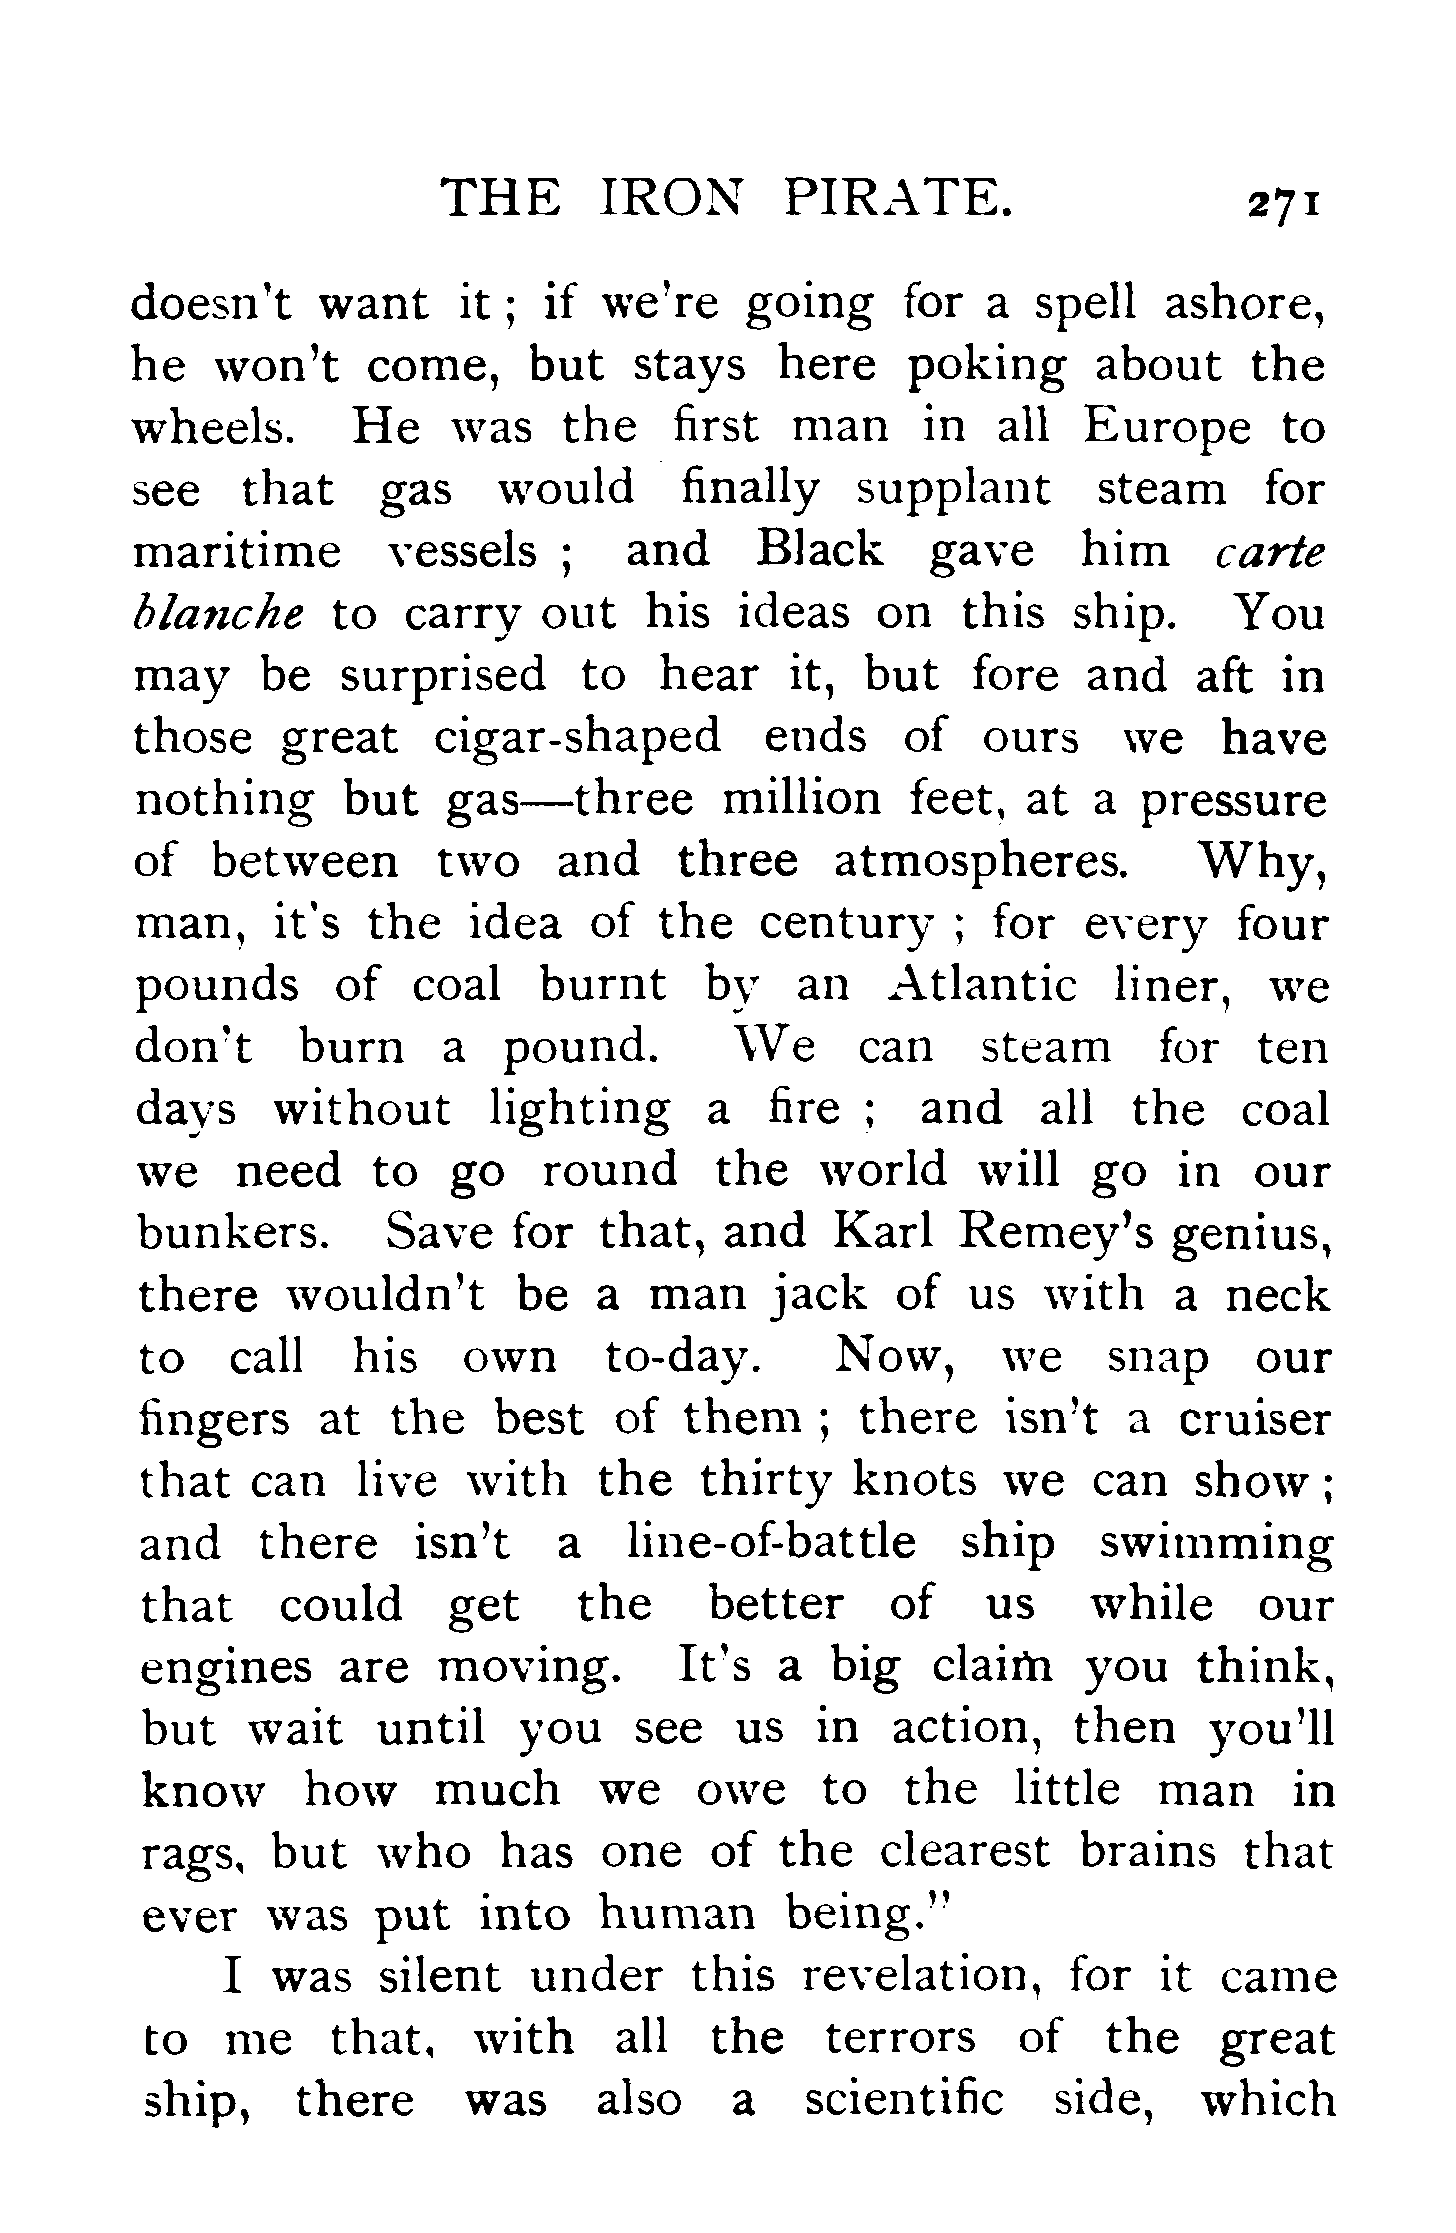 THE IRON PIRATE. 271
doesn't want it ; if we're going for a spell ashore,
he won't come, but stays here poking about the
wheels. He was the first man in all Europe to
see that gas would finally supplant steam for
maritime vessels ; and Black gave him carte
blanche to carry out his ideas on this ship. You
may be surprised to hear it, but fore and aft in
those great cigar-shaped ends of ours we have
nothing but gas—three million feet, at a pressure
of between two and three atmospheres. Why,
man, it's the idea of the century ; for every four
pounds of coal burnt by an Atlantic liner, we
don't burn a pound. We can steam for ten
days without lighting a fire ; and all the coal
we need to go round the world will go in our
bunkers. Save for that, and Karl Remey's genius,
there wouldn't be a man jack of us with a neck
to call his own to-day. Now, we snap our
fingers at the best of them ; there isn't a cruiser
that can live with the thirty knots we can show ;
and there isn't a line-of-battle ship swimming
that could get the better of us while our
engines are moving. It's a big claim you think,
but wait until you see us in action, then you'll
know how much we owe to the little man in
rags, but who has one of the clearest brains that
ever was put into human being."
I was silent under this revelation, for it came
to me that, with all the terrors of the great
ship, there was also a scientific side, which